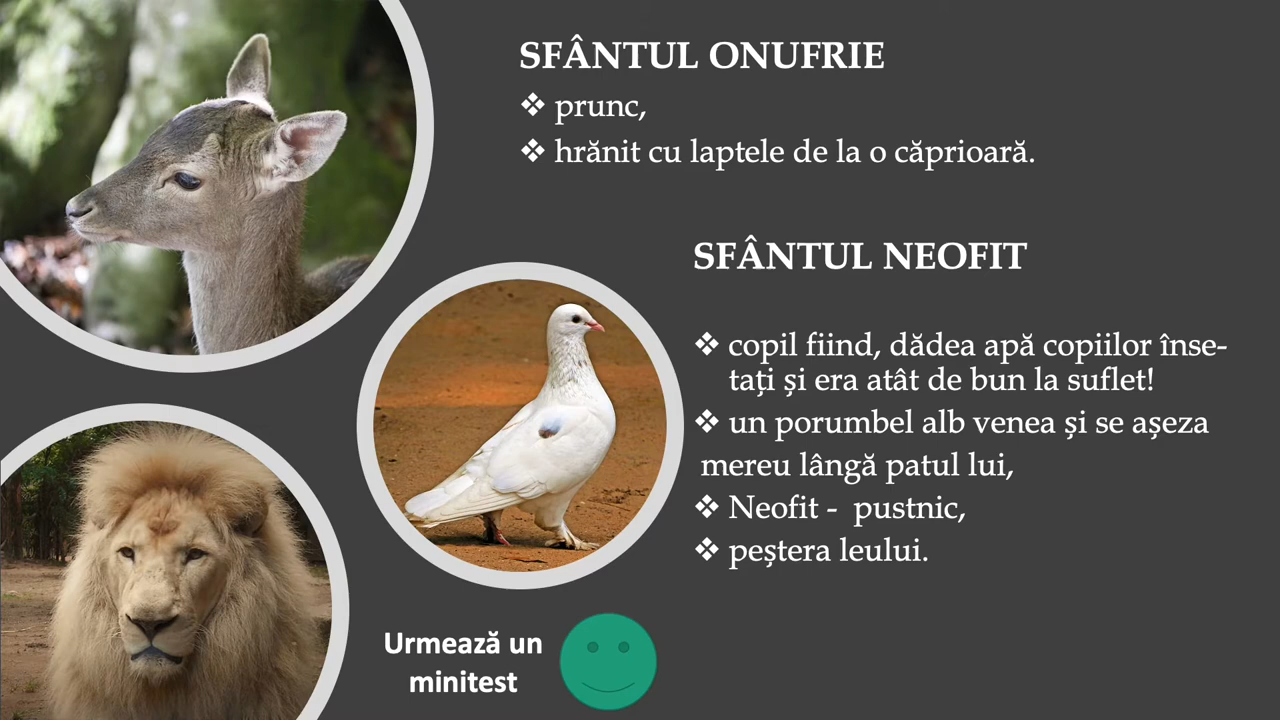 SFÂNTUL ONUFRIE
❖ prunc,
❖ hrănit cu laptele de la o căprioară.
SFÂNTUL NEOFIT
❖ copil fiind, dădea apă copiilor înse-
tați și era atât de bun la suflet!
❖ un porumbel alb venea și se așeza
mereu lângă patul lui,
❖ Neofit - pustnic,
❖ peștera leului.
Urmează un
minitest